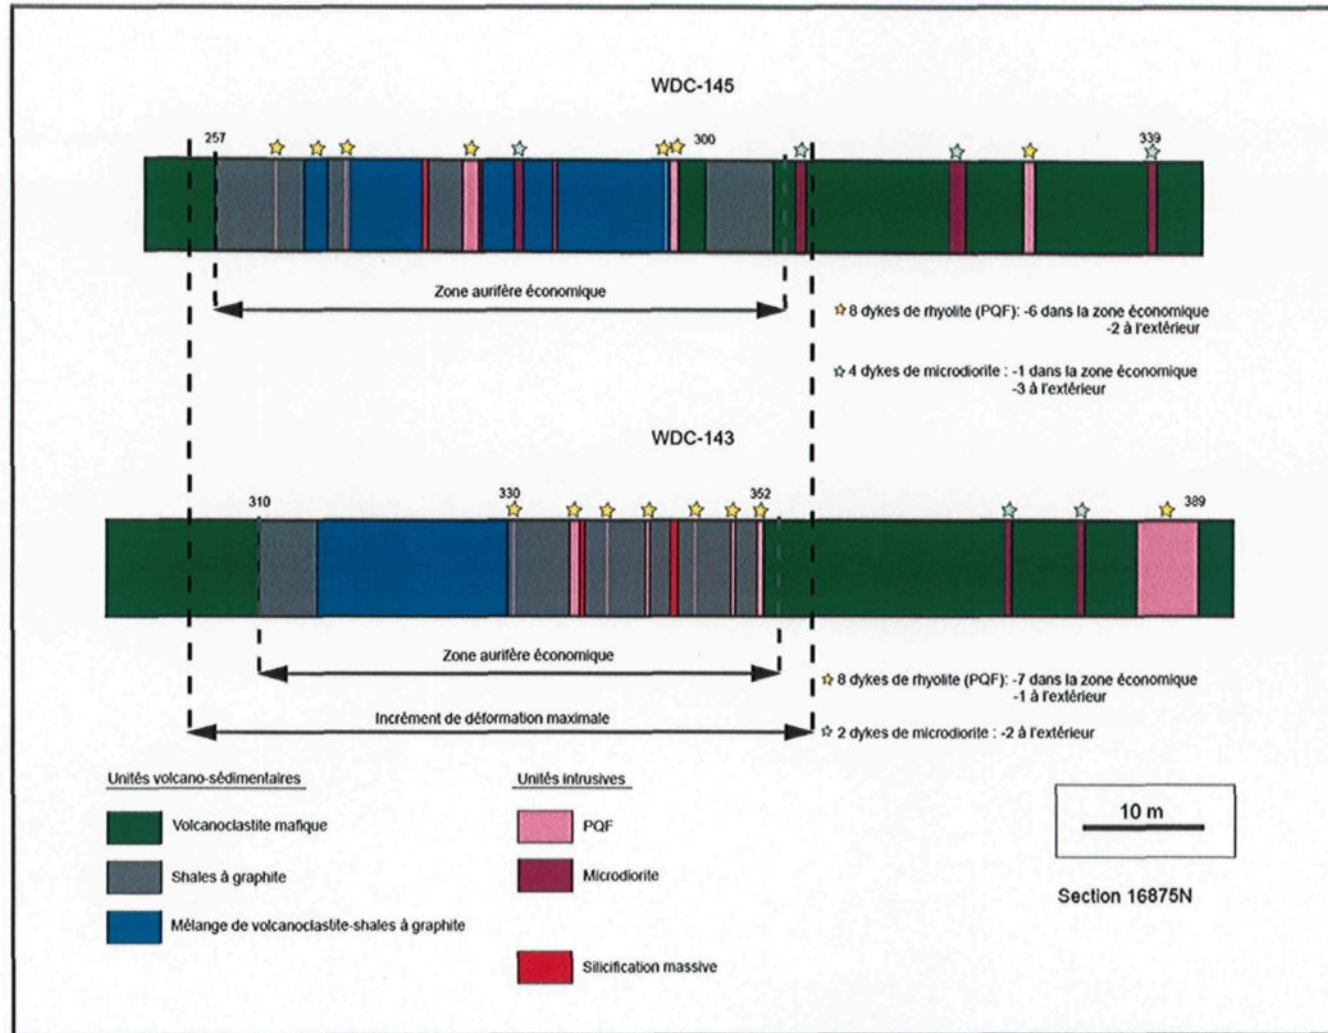 WDC-145
257
300
339
Zone aurifère économique
8 dykes de rhyolite (PQF): -6 dans la zone économique
-2 à l'extérieur
4 dykes de microdiorite : -1 dans la zone économique
-3 à l'extérieur
WDC-143
310
330
352
389
Zone aurifère économique
8 dykes de rhyolite (PQF): -7 dans la zone économique
-1 à l'extérieur
Incrément de déformation maximale
2 dykes de microdiorite : -2 à l'extérieur
Unités volcano-sédimentaires
Unités intrusives
Volcanoclastite mafique
PQF
10 m
Shales à graphite
Microdiorite
Section 16875N
Mélange de volcanoclastite-shales à graphite
Silicification massive